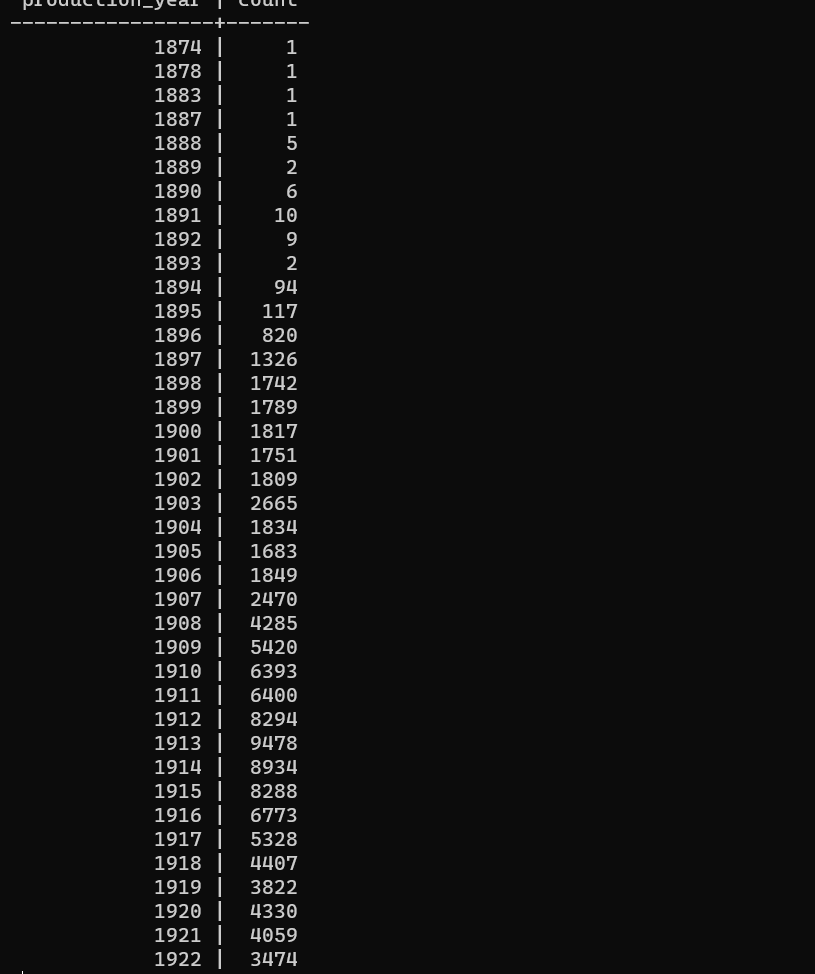 production_year | count
-----------------+-------
1874 | 1
1878 | 1
1883 | 1
1887 | 1
1888 | 5
1889 | 2
1890 | 6
1891 | 10
1892 | 9
1893 | 2
1894 | 94
1895 | 117
1896 | 820
1897 | 1326
1898 | 1742
1899 | 1789
1900 | 1817
1901 | 1751
1902 | 1809
1903 | 2665
1904 | 1834
1905 | 1683
1906 | 1849
1907 | 2470
1908 | 4285
1909 | 5420
1910 | 6393
1911 | 6400
1912 | 8294
1913 | 9478
1914 | 8934
1915 | 8288
1916 | 6773
1917 | 5328
1918 | 4407
1919 | 3822
1920 | 4330
1921 | 4059
1922 | 3474